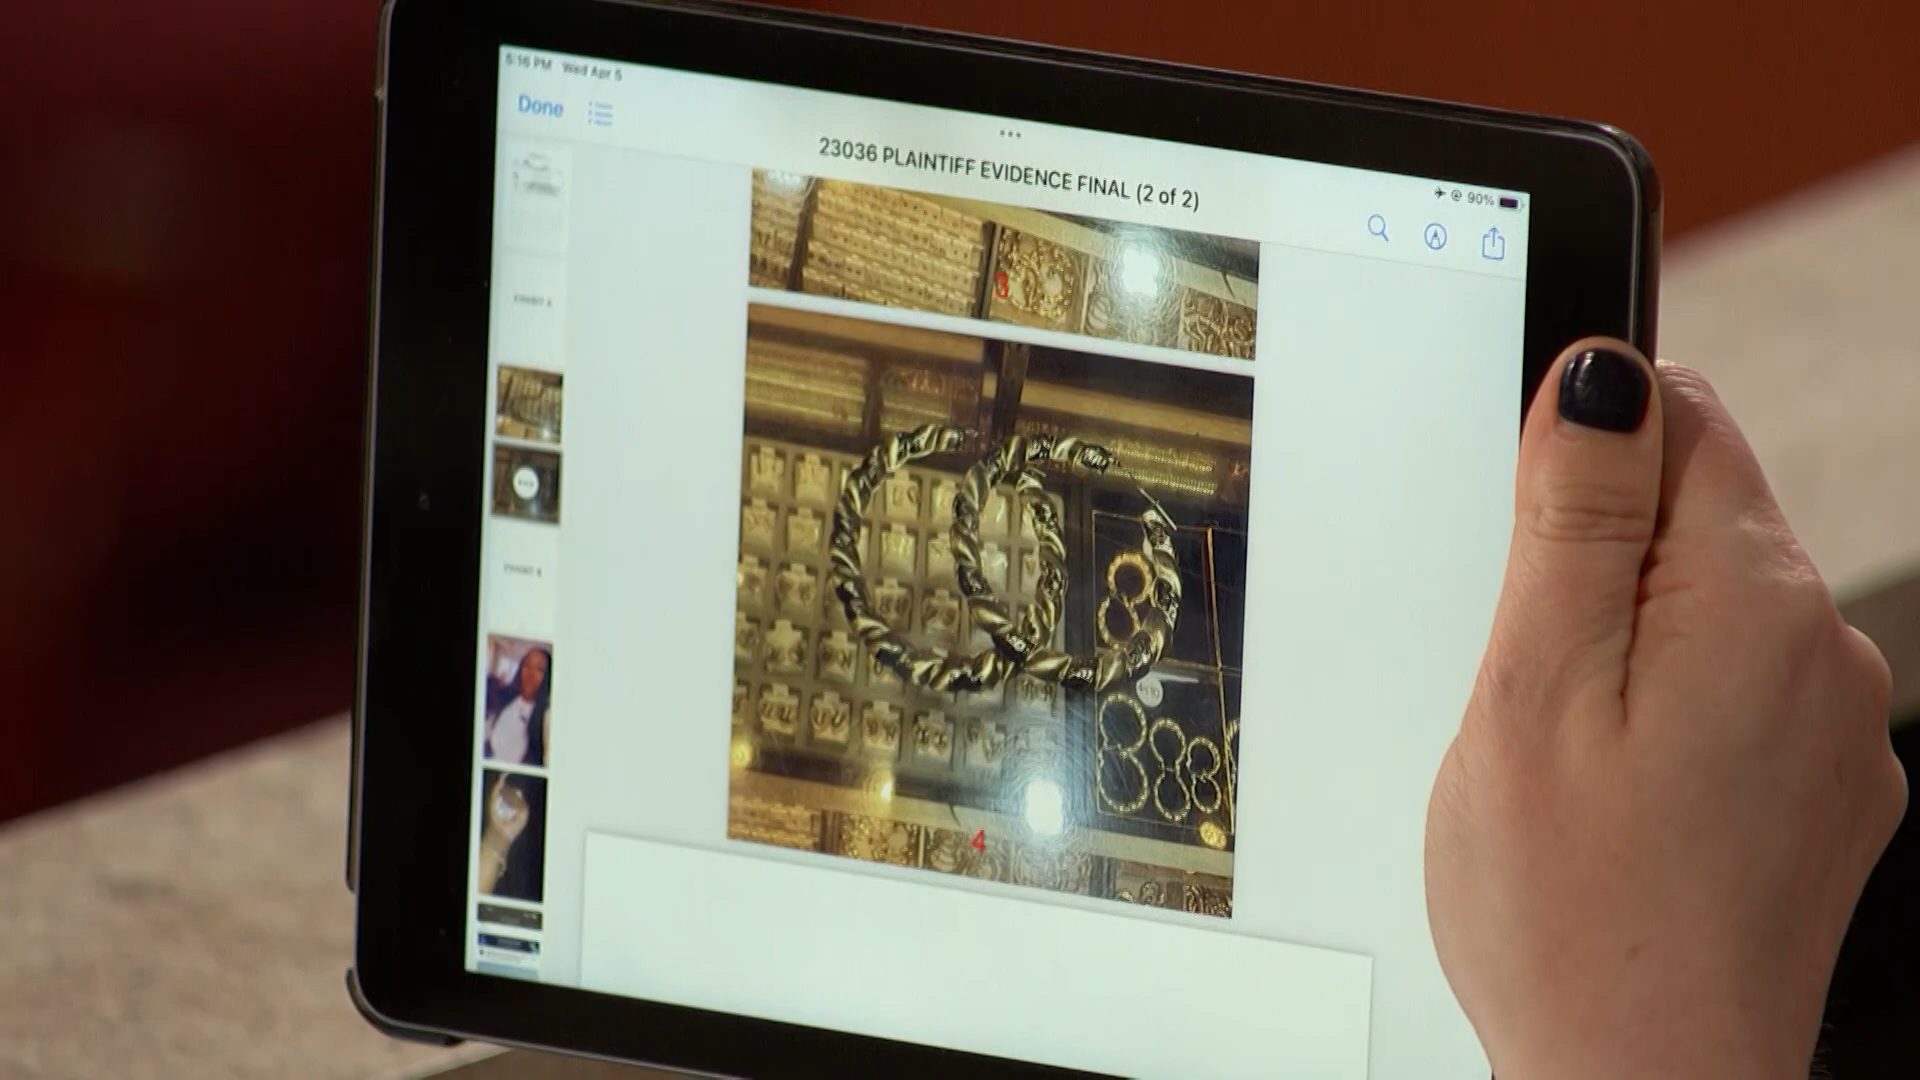 5:16 PM Wed Apr 5
Done
23036 PLAINTIFF EVIDENCE FINAL (2 of 2)
90%
3
4